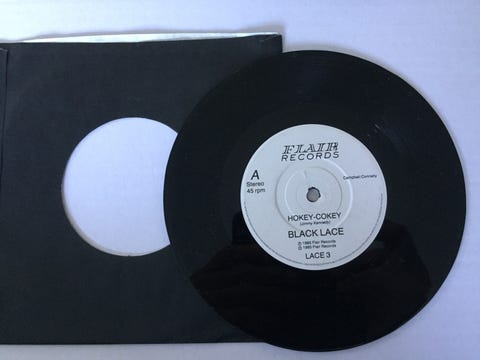 FLAIR
RECORDS
A
Stereo
45 rpm
Campbell Connelly
HOKEY-COKEY
(Jimmy Kennedy)
BLACK LACE
℗ 1985 Flair Records
© 1985 Flair Records
LACE 3